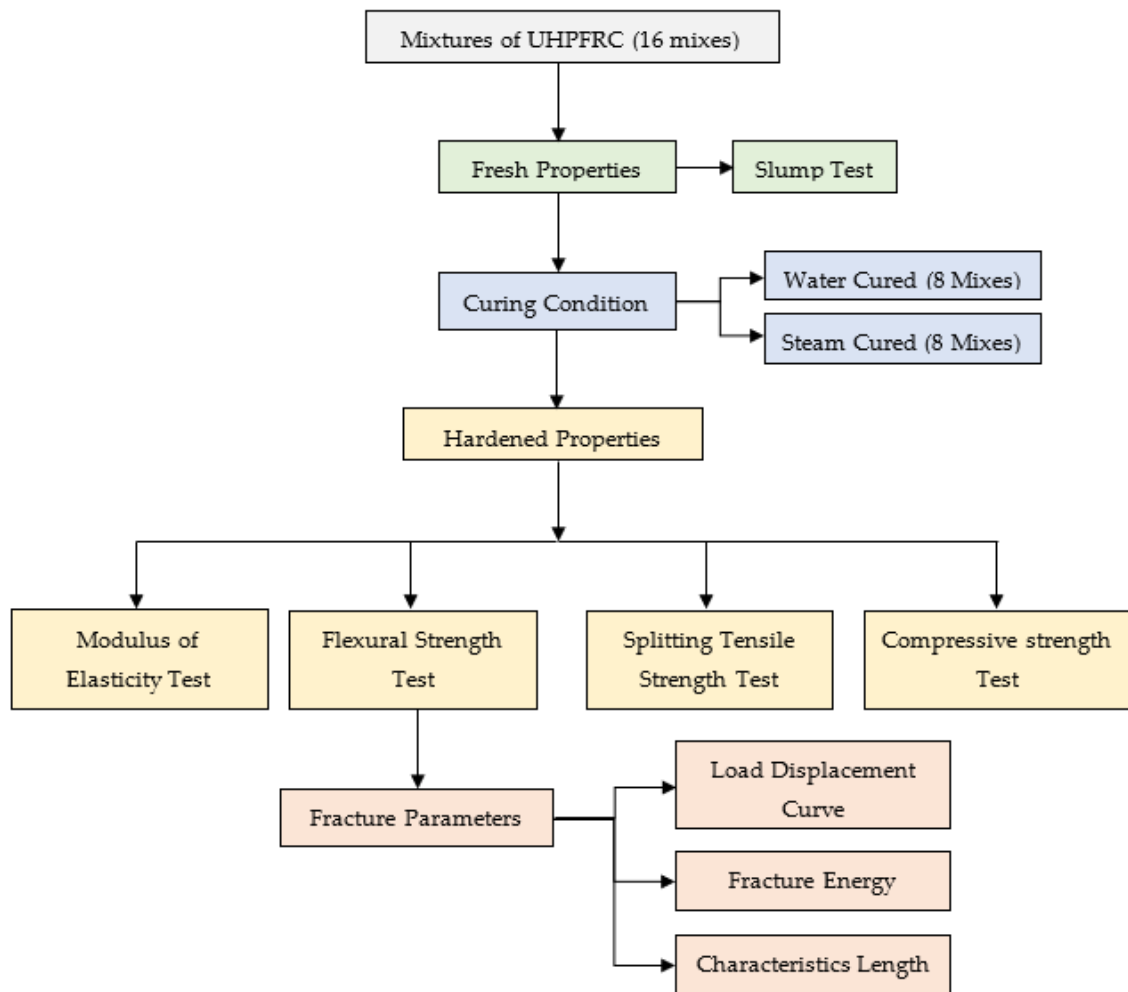 Mixtures of UHPFRC (16 mixes)
Fresh Properties
Slump Test
Curing Condition
Water Cured (8 Mixes)
Steam Cured (8 Mixes)
Hardened Properties
Modulus of
Elasticity Test
Flexural Strength
Test
Splitting Tensile
Strength Test
Compressive strength
Test
Fracture Parameters
Load Displacement
Curve
Fracture Energy
Characteristics Length